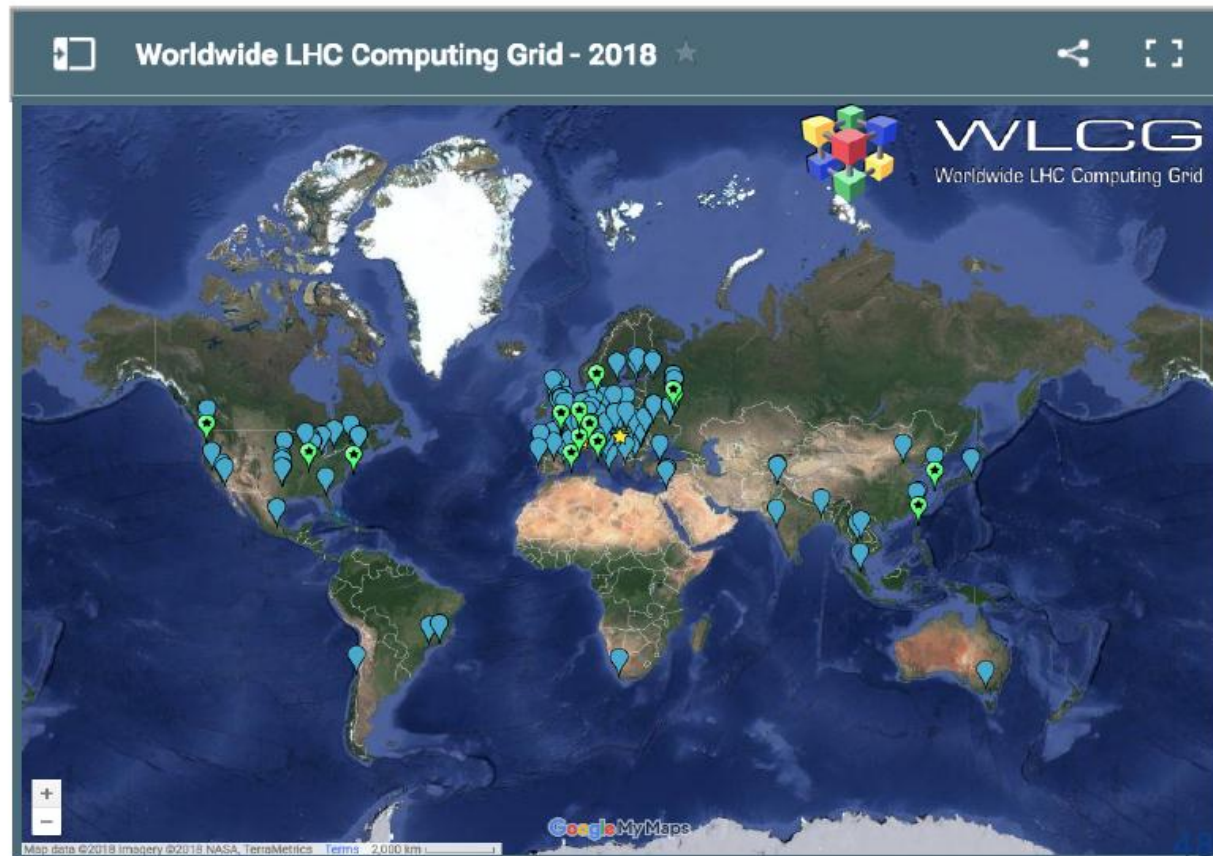 Worldwide LHC Computing Grid - 2018
WLCG
Worldwide LHC Computing Grid
+
−
Google My Maps
Map data ©2018 Imagery ©2018 NASA, TerraMetrics Terms 2,000 km
48